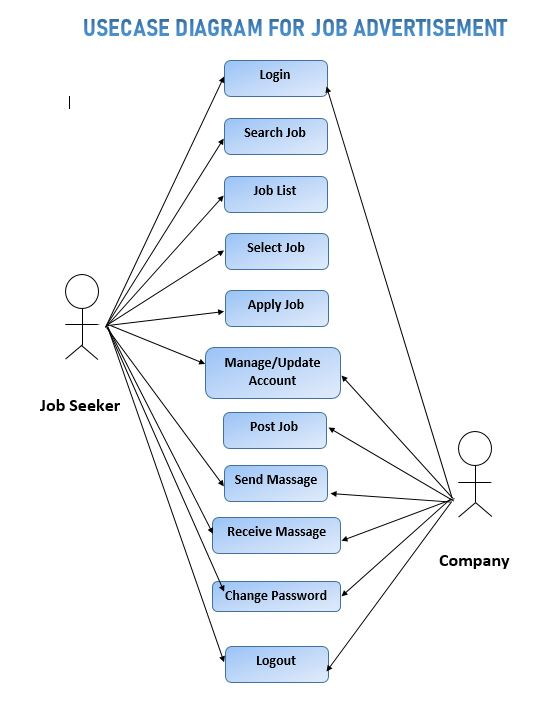 USECASE DIAGRAM FOR JOB ADVERTISEMENT
Login
Search Job
Job List
Select Job
Apply Job
Manage/Update
Account
Job Seeker
Post Job
Send Massage
Receive Massage
Company
Change Password
Logout